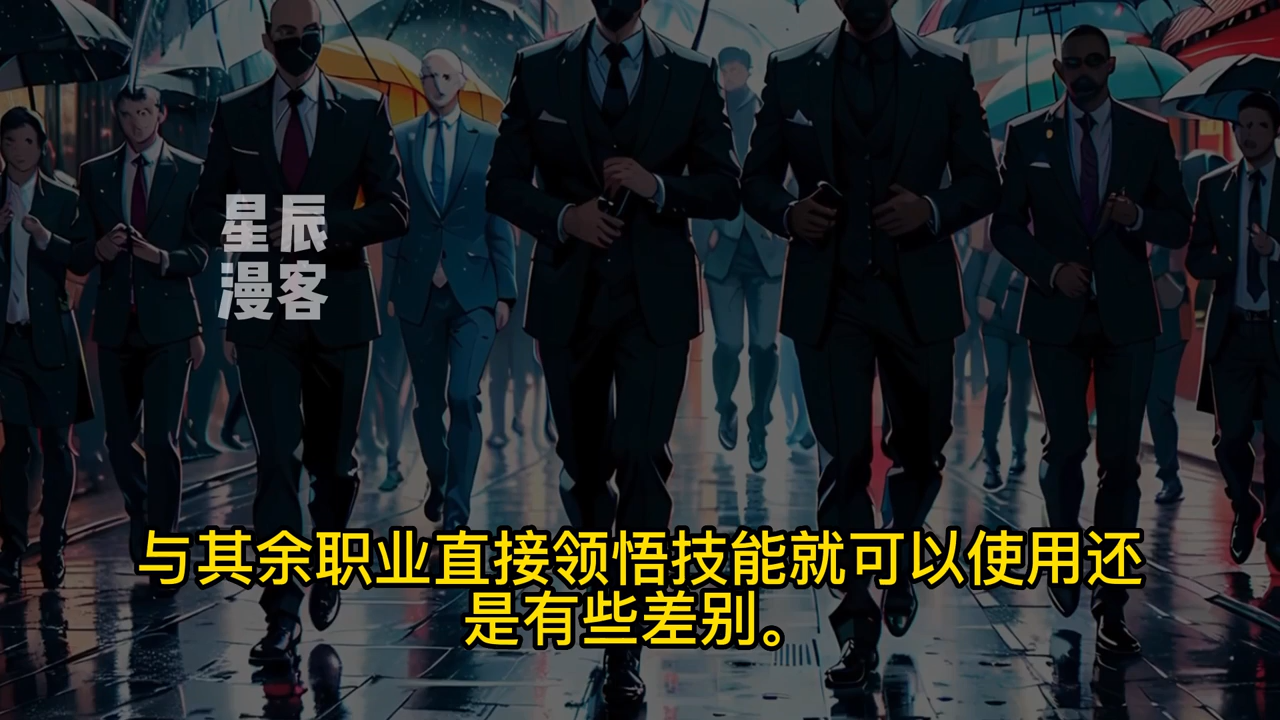 星辰
漫客
与其余职业直接领悟技能就可以使用还
是有些差别。